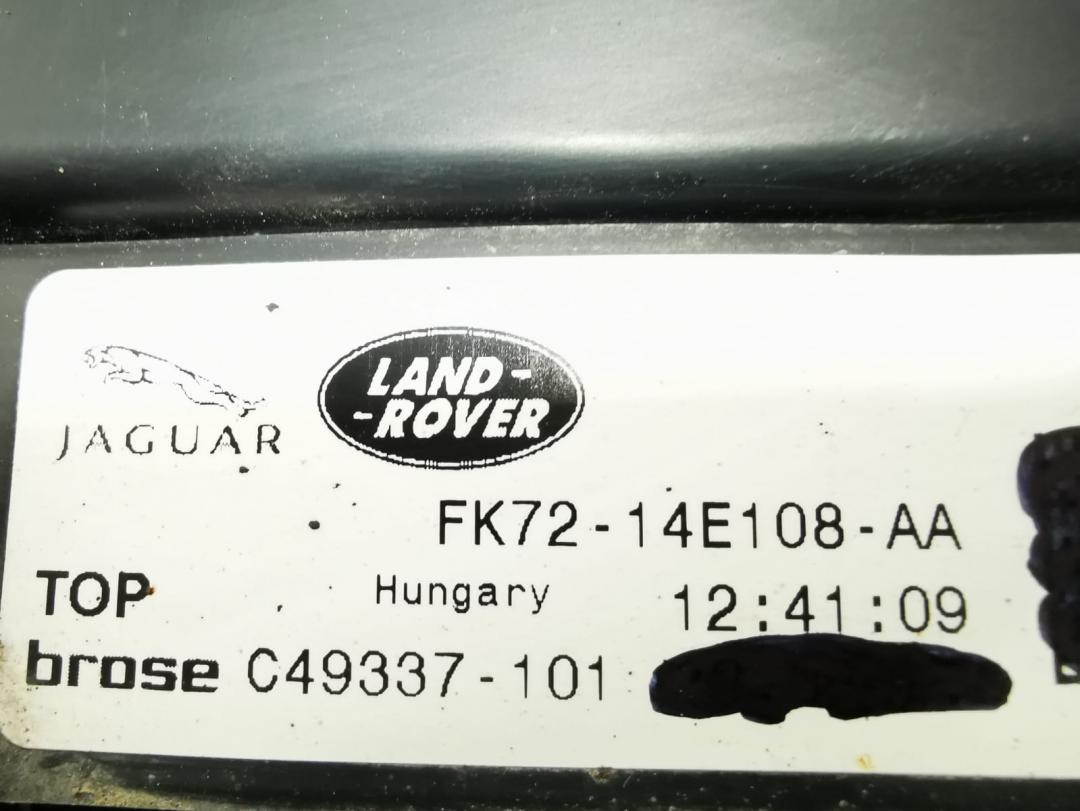 JAGUAR
LAND-
-ROVER
FK72-14E108-AA
TOP
Hungary
12:41:09
brose C49337-101